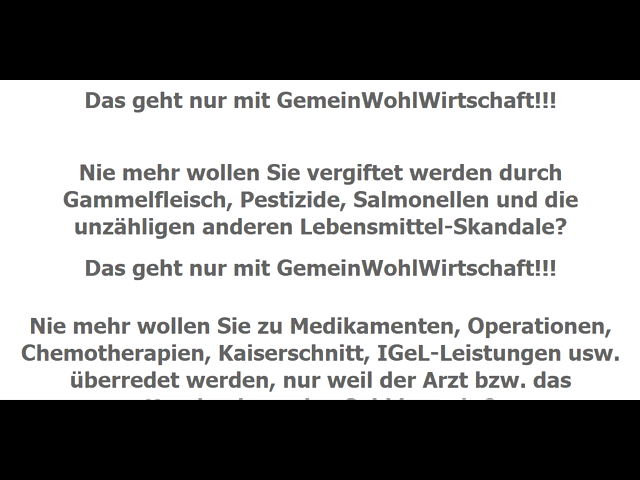 Das geht nur mit GemeinWohlWirtschaft!!!
Nie mehr wollen Sie vergiftet werden durch
Gammelfleisch, Pestizide, Salmonellen und die
unzähligen anderen Lebensmittel-Skandale?
Das geht nur mit GemeinWohlWirtschaft!!!
Nie mehr wollen Sie zu Medikamenten, Operationen,
Chemotherapien, Kaiserschnitt, IGeL-Leistungen usw.
überredet werden, nur weil der Arzt bzw. das